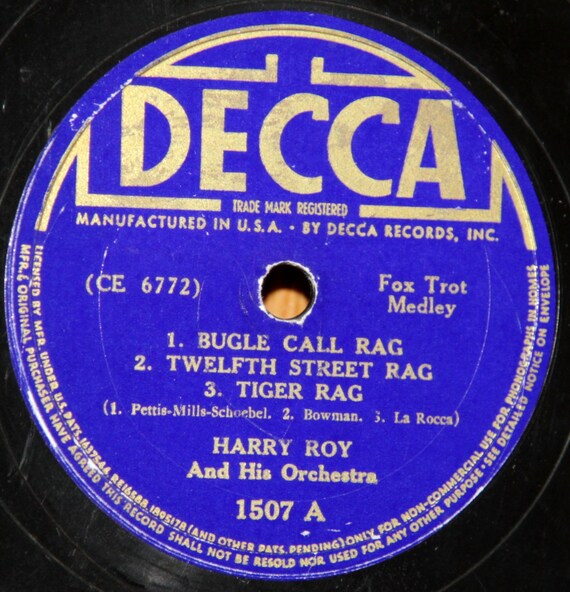 DECCA
TRADE MARK REGISTERED
MANUFACTURED IN U.S.A. · BY DECCA RECORDS, INC.
(CE 6772)
Fox Trot
Medley
1. BUGLE CALL RAG
2. TWELFTH STREET RAG
3. TIGER RAG
(1. Pettis-Mills-Schoebel. 2. Bowman. 3. La Rocca)
HARRY ROY
And His Orchestra
1507 A
LICENSED BY MFR. UNDER U.S. PATS. 1637544 RE16588 1809178 (AND OTHER PATS. PENDING) ONLY FOR NON-COMMERCIAL USE FOR PHONOGRAPHS IN HOMES
MFR. & ORIGINAL PURCHASER HAVE AGREED THIS RECORD SHALL NOT BE RESOLD NOR USED FOR ANY OTHER PURPOSE · SEE DETAILED NOTICE ON ENVELOPE